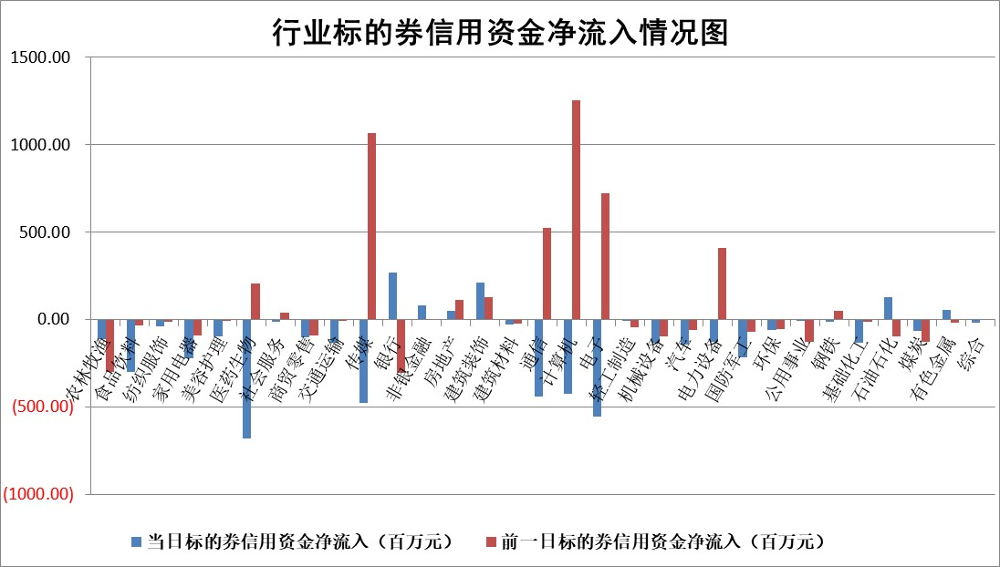 行业标的券信用资金净流入情况图
1500.00
1000.00
500.00
0.00
(500.00)
(1000.00)
农林牧渔
食品饮料
纺织服饰
家用电器
美容护理
医药生物
社会服务
商贸零售
交通运输
传媒
银行
非银金融
房地产
建筑装饰
建筑材料
通信
计算机
电子
轻工制造
机械设备
汽车
电力设备
国防军工
环保
公用事业
钢铁
基础化工
石油石化
煤炭
有色金属
综合
当日标的券信用资金净流入（百万元）
前一日标的券信用资金净流入（百万元）